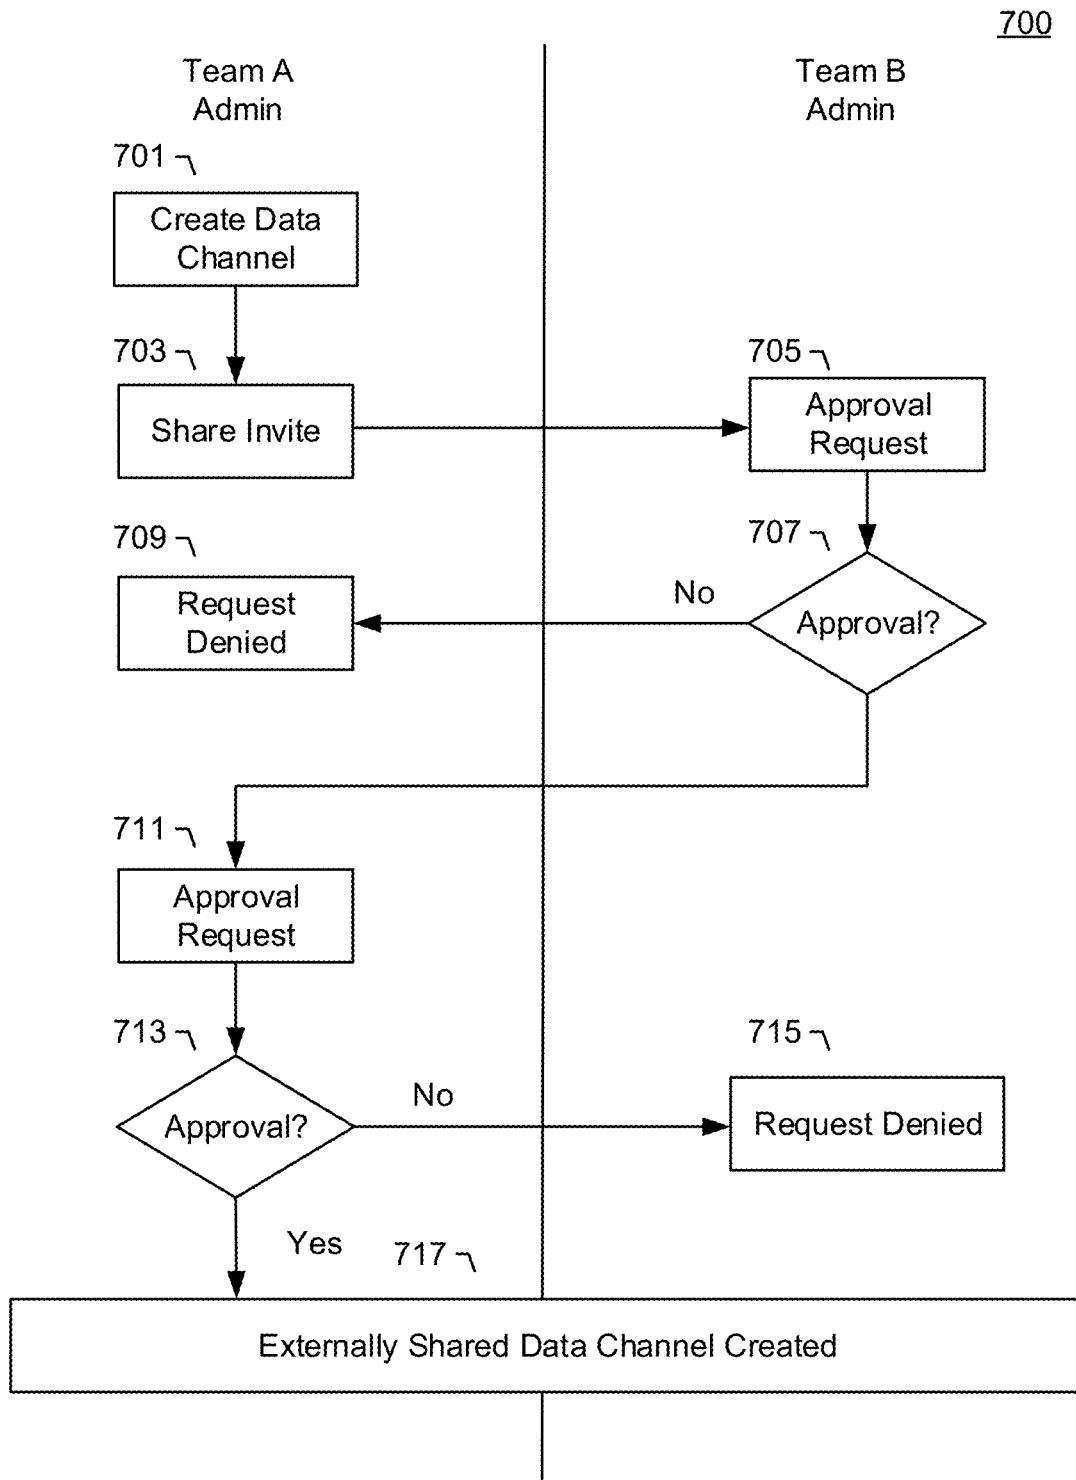 700
Team A
Admin
Team B
Admin
701
Create Data
Channel
703
Share Invite
705
Approval
Request
709
Request
Denied
707
No
Approval?
711
Approval
Request
713
Approval?
No
715
Request Denied
Yes
717
Externally Shared Data Channel Created